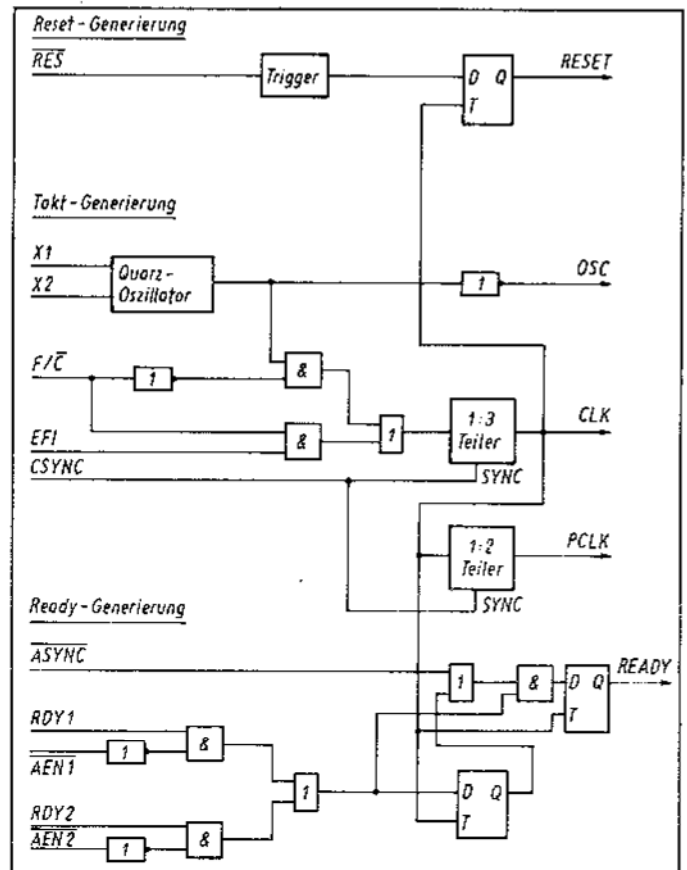 Reset-Generierung
RES
Trigger
D Q
T
RESET
Takt-Generierung
X1
X2
Quarz-
Oszillator
1
OSC
F/C
1
&
EFI
&
1
1:3
Teiler
CLK
CSYNC
SYNC
1:2
Teiler
PCLK
SYNC
Ready-Generierung
ASYNC
1
&
D Q
T
READY
RDY1
&
AEN1
1
1
D Q
T
RDY2
&
AEN2
1